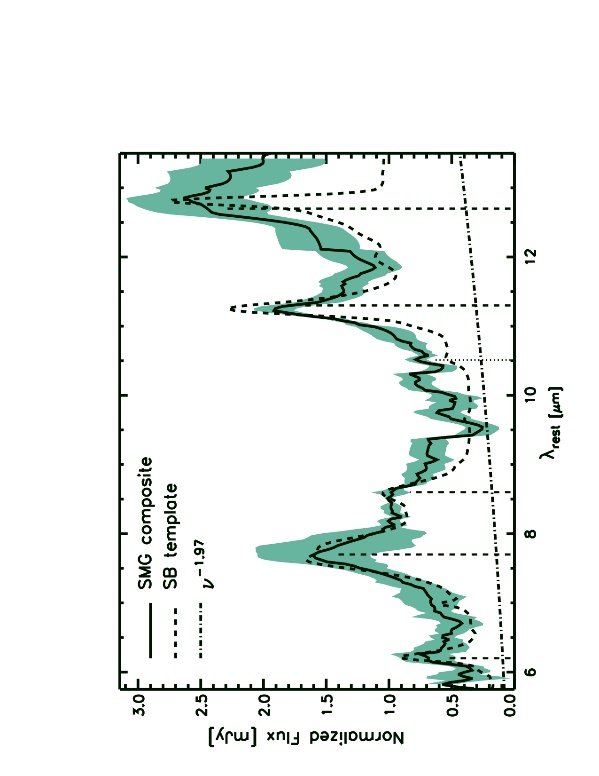 SMG composite
SB template
ν^-1.97
3.0
2.5
2.0
1.5
1.0
0.5
0.0
Normalized Flux [mJy]
6
8
10
12
λrest [μm]